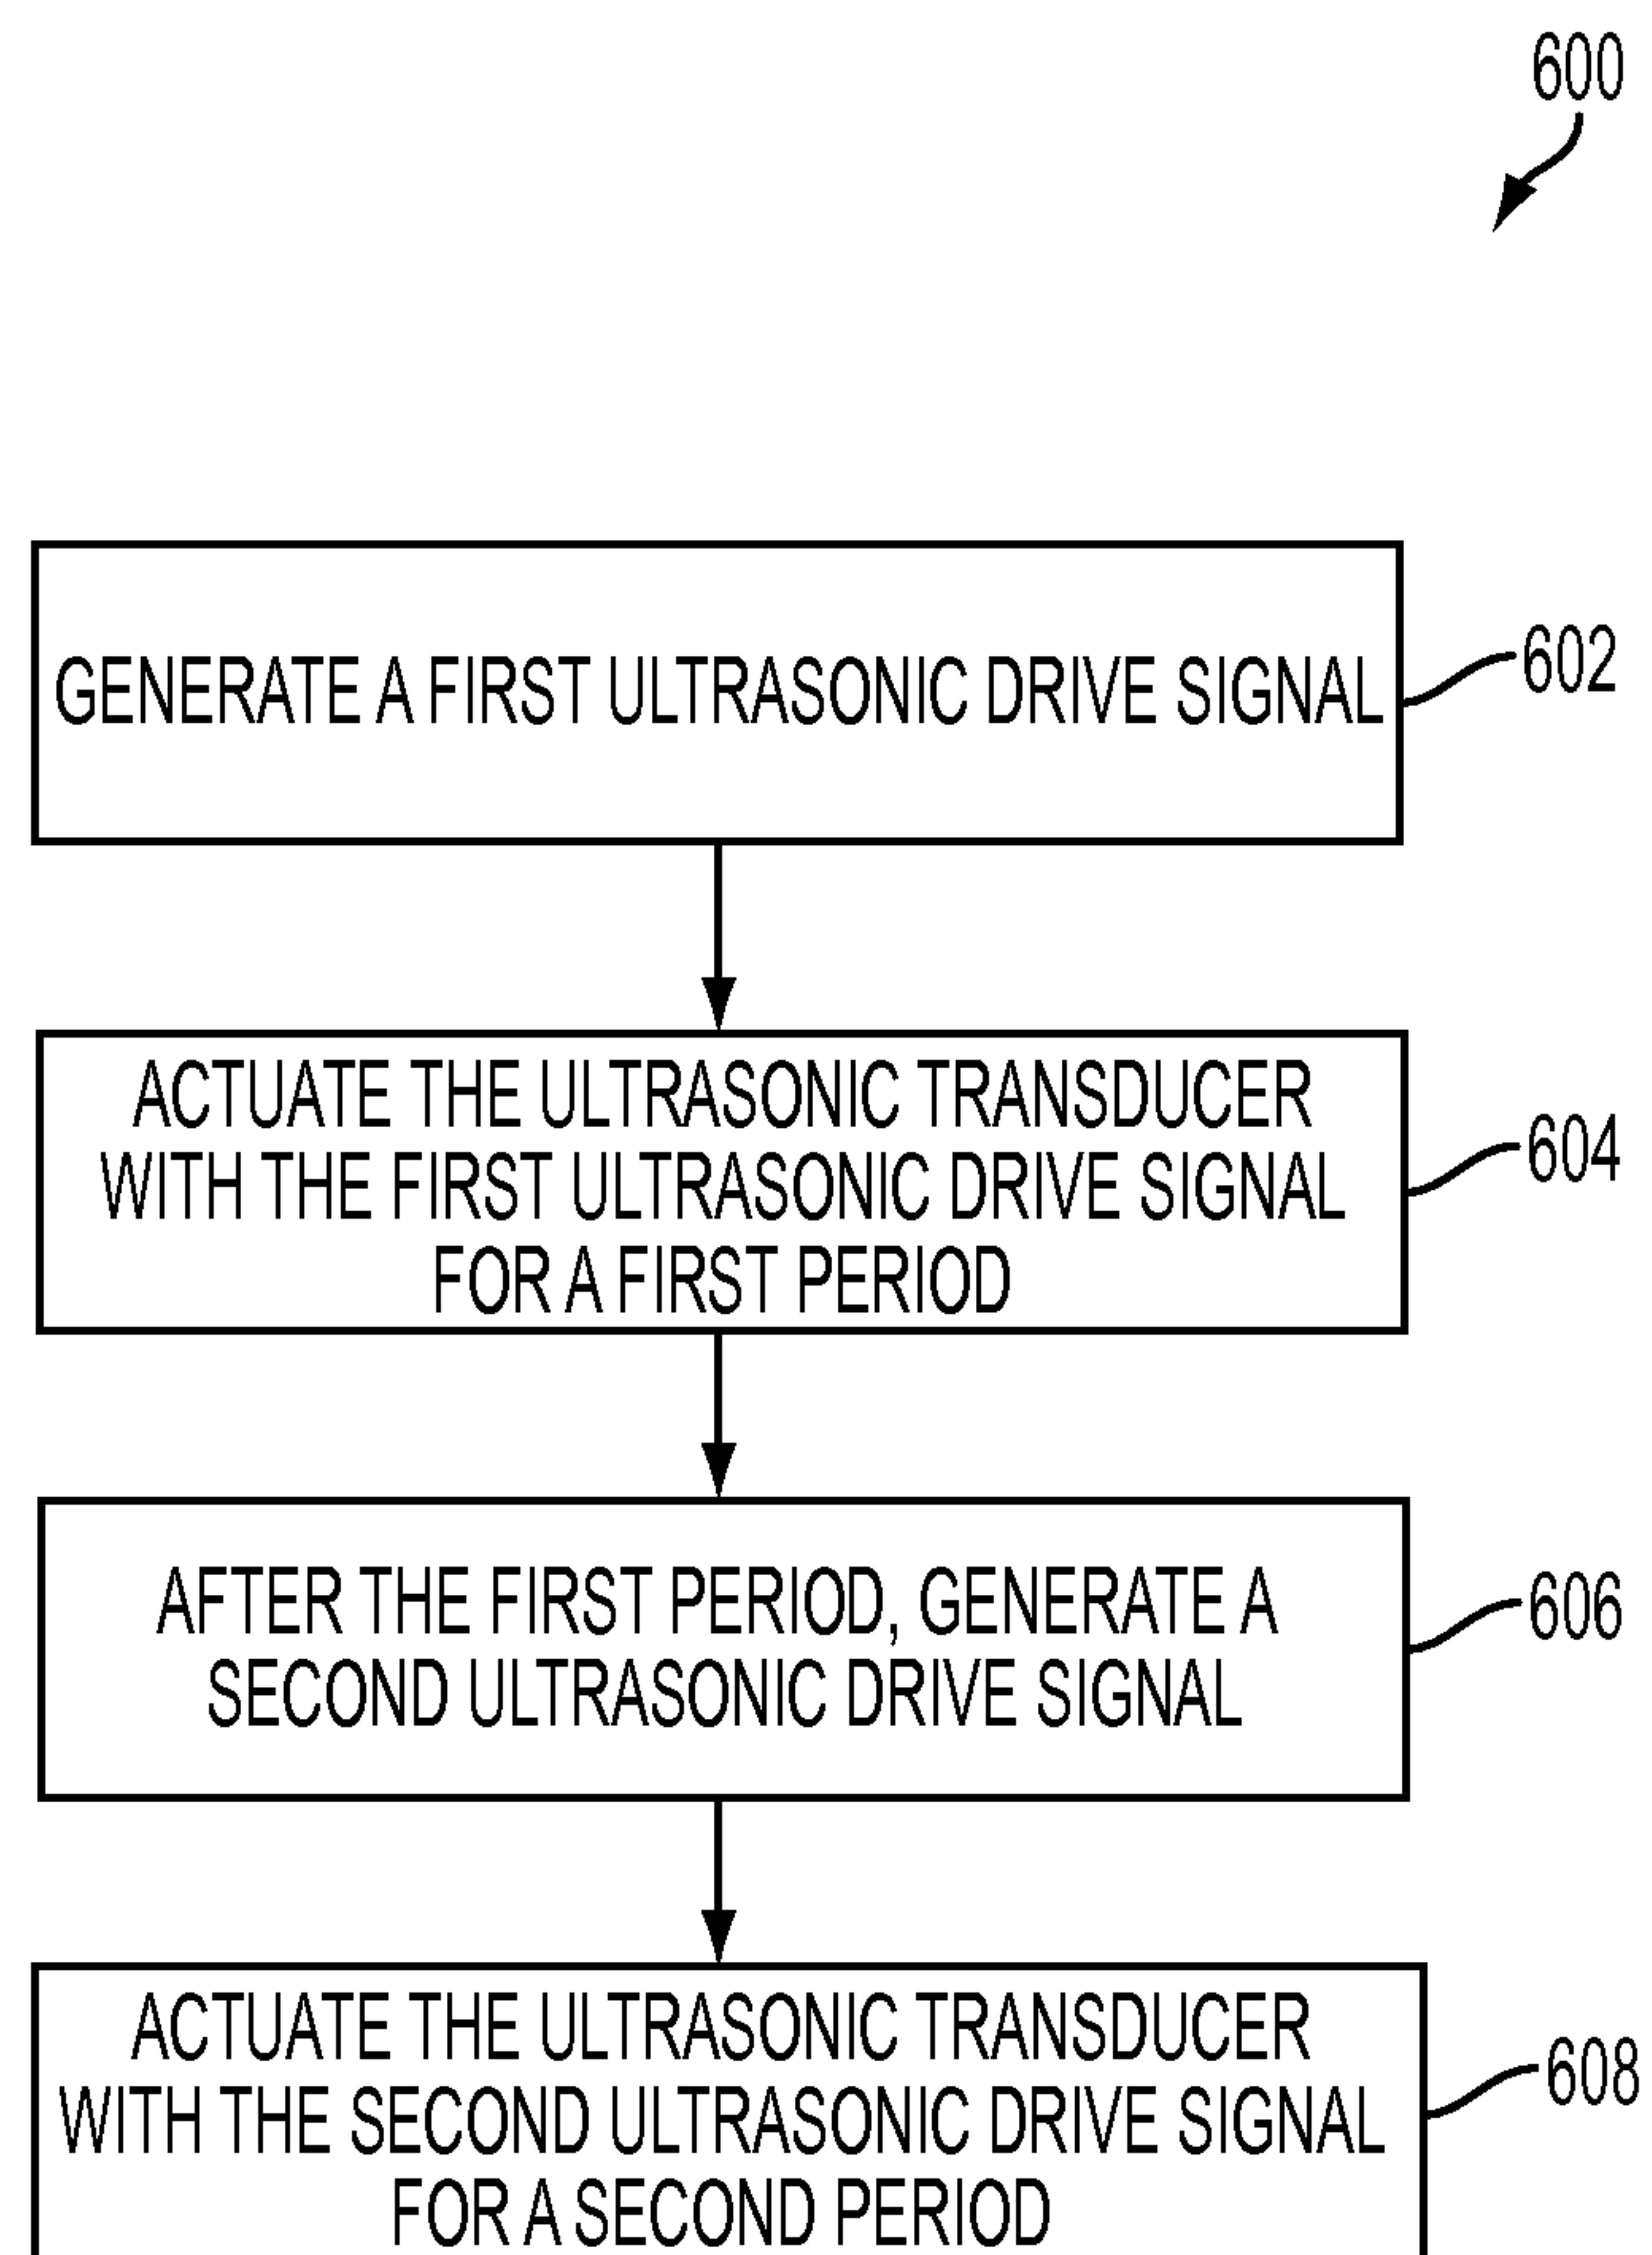 600
GENERATE A FIRST ULTRASONIC DRIVE SIGNAL
602
ACTUATE THE ULTRASONIC TRANSDUCER
WITH THE FIRST ULTRASONIC DRIVE SIGNAL
FOR A FIRST PERIOD
604
AFTER THE FIRST PERIOD, GENERATE A
SECOND ULTRASONIC DRIVE SIGNAL
606
ACTUATE THE ULTRASONIC TRANSDUCER
WITH THE SECOND ULTRASONIC DRIVE SIGNAL
FOR A SECOND PERIOD
608